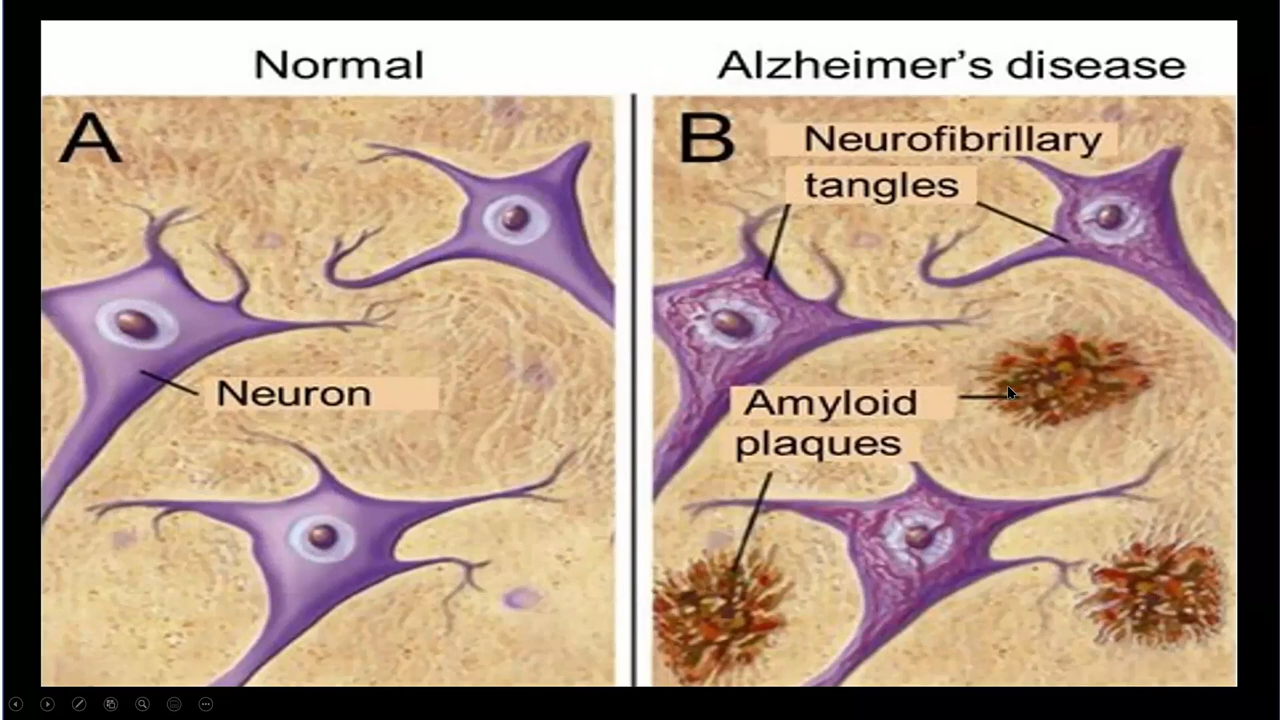 Normal
Alzheimer's disease
A
Neuron
B
Neurofibrillary
tangles
Amyloid
plaques